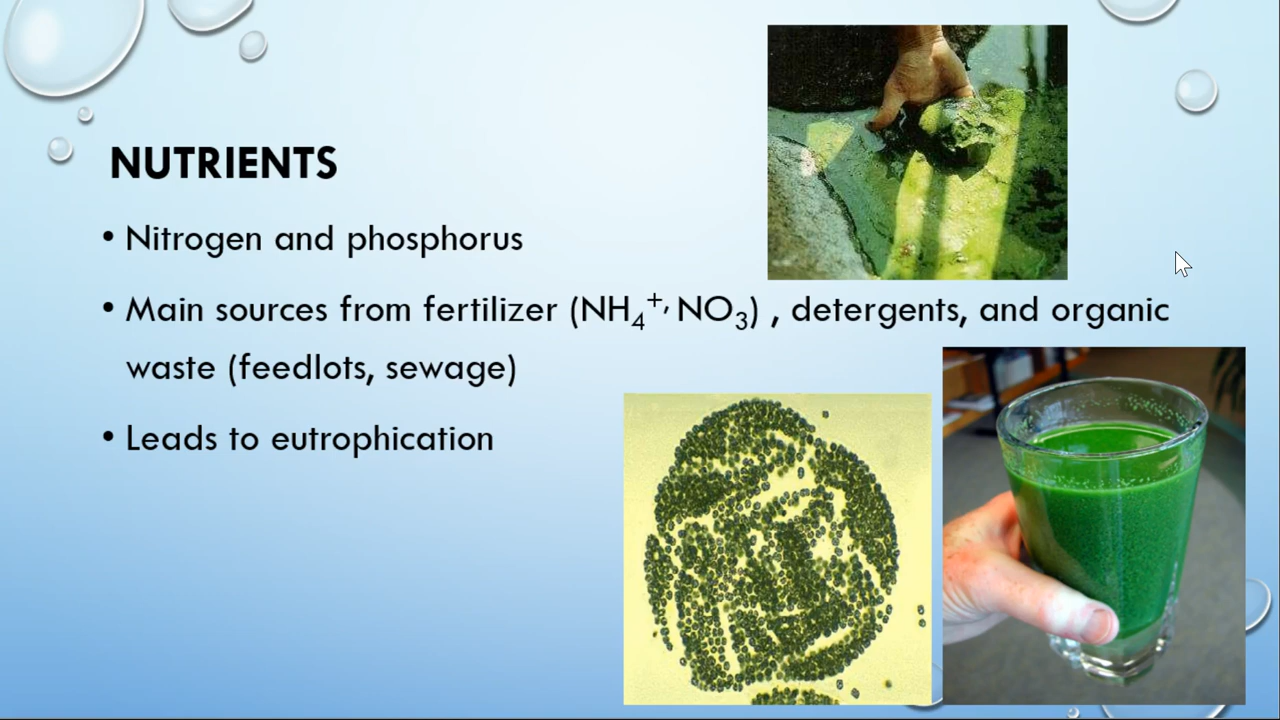 NUTRIENTS
• Nitrogen and phosphorus
• Main sources from fertilizer (NH₄⁺,NO₃) , detergents, and organic
waste (feedlots, sewage)
• Leads to eutrophication